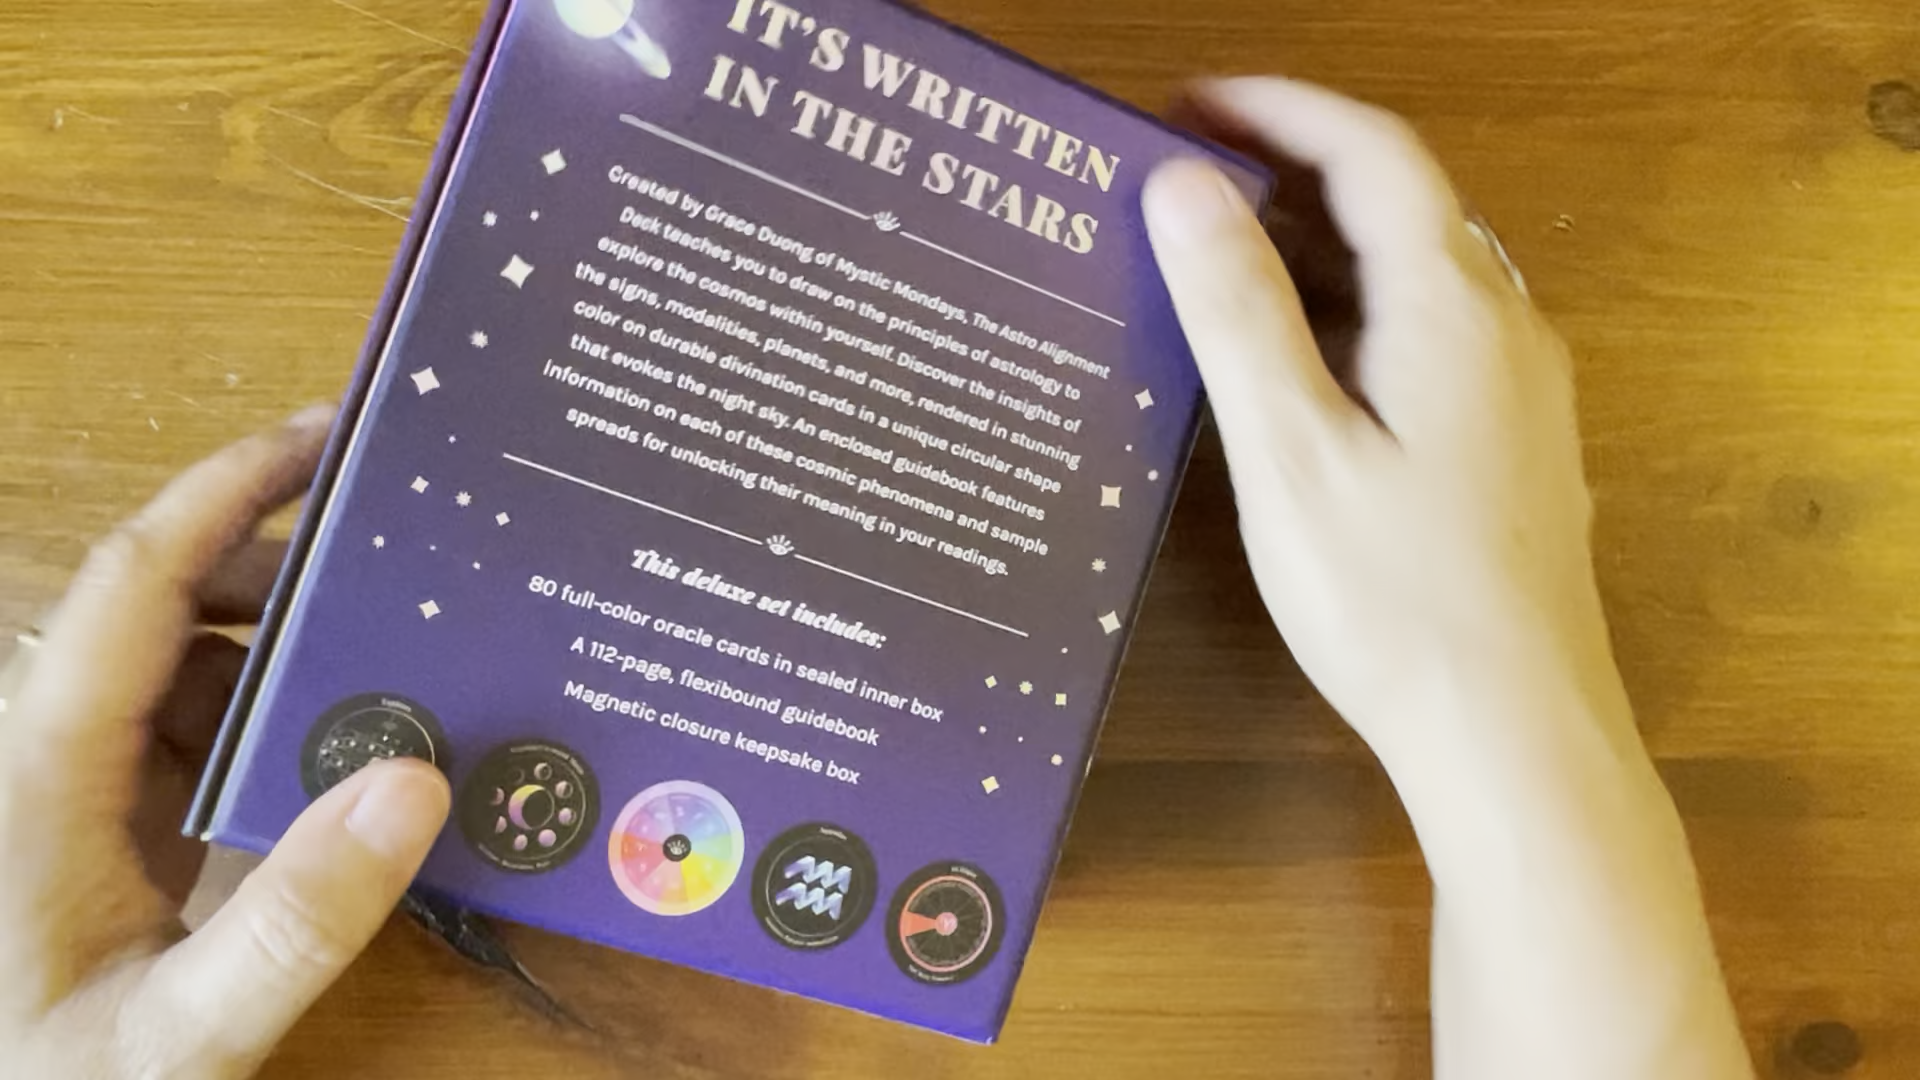 IT'S WRITTEN
IN THE STARS
Created by Grace Duong of Mystic Mondays, The Astro Alignment
Deck teaches you to draw on the principles of astrology to
explore the cosmos within yourself. Discover the insights of
the signs, modalities, planets, and more, rendered in stunning
color on durable divination cards in a unique circular shape
that evokes the night sky. An enclosed guidebook features
information on each of these cosmic phenomena and sample
spreads for unlocking their meaning in your readings.
This deluxe set includes:
80 full-color oracle cards in sealed inner box
A 112-page, flexibound guidebook
Magnetic closure keepsake box